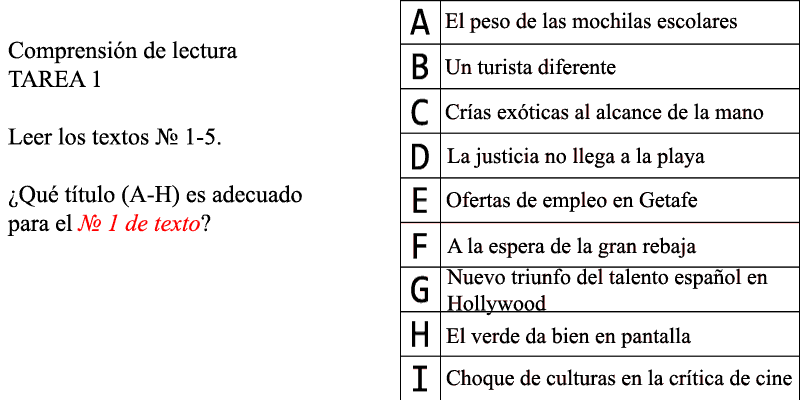 Comprensión de lectura
TAREA 1
Leer los textos № 1-5.
¿Qué título (A-H) es adecuado
para el № 1 de texto?
A El peso de las mochilas escolares
B Un turista diferente
C Crías exóticas al alcance de la mano
D La justicia no llega a la playa
E Ofertas de empleo en Getafe
F A la espera de la gran rebaja
G Nuevo triunfo del talento español en
Hollywood
H El verde da bien en pantalla
I Choque de culturas en la crítica de cine